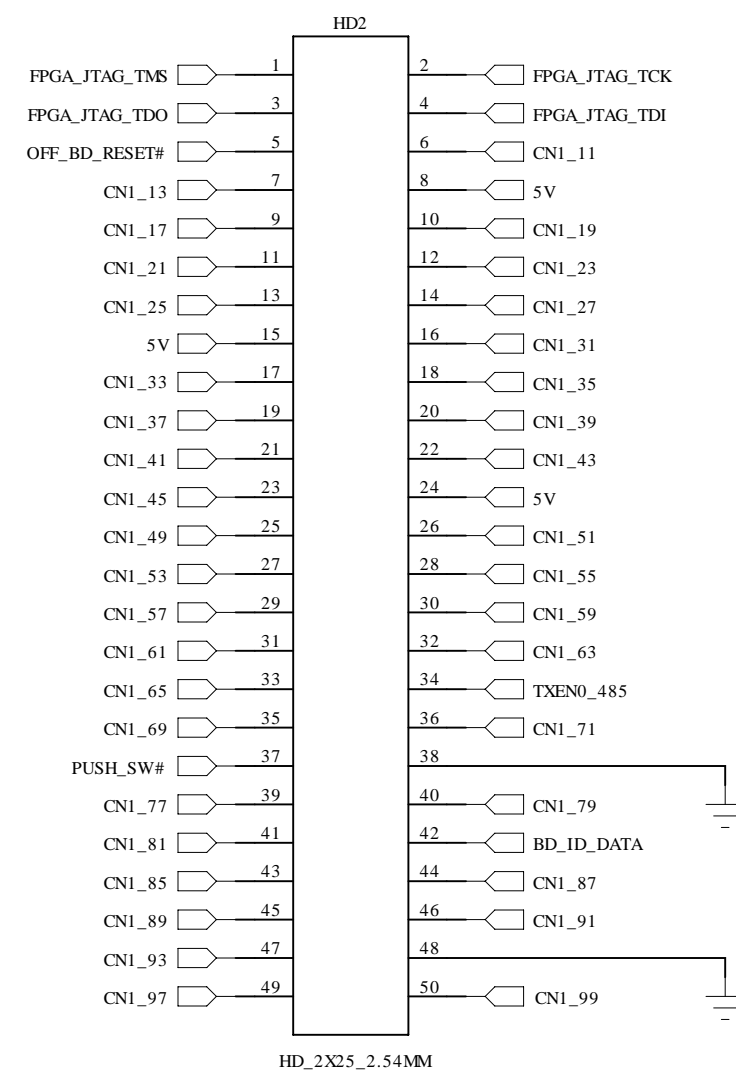 HD2
FPGA_JTAG_TMS 1 2 FPGA_JTAG_TCK
FPGA_JTAG_TDO 3 4 FPGA_JTAG_TDI
OFF_BD_RESET# 5 6 CN1_11
CN1_13 7 8 5V
CN1_17 9 10 CN1_19
CN1_21 11 12 CN1_23
CN1_25 13 14 CN1_27
5V 15 16 CN1_31
CN1_33 17 18 CN1_35
CN1_37 19 20 CN1_39
CN1_41 21 22 CN1_43
CN1_45 23 24 5V
CN1_49 25 26 CN1_51
CN1_53 27 28 CN1_55
CN1_57 29 30 CN1_59
CN1_61 31 32 CN1_63
CN1_65 33 34 TXEN0_485
CN1_69 35 36 CN1_71
PUSH_SW# 37 38
CN1_77 39 40 CN1_79
CN1_81 41 42 BD_ID_DATA
CN1_85 43 44 CN1_87
CN1_89 45 46 CN1_91
CN1_93 47 48
CN1_97 49 50 CN1_99
HD_2X25_2.54MM